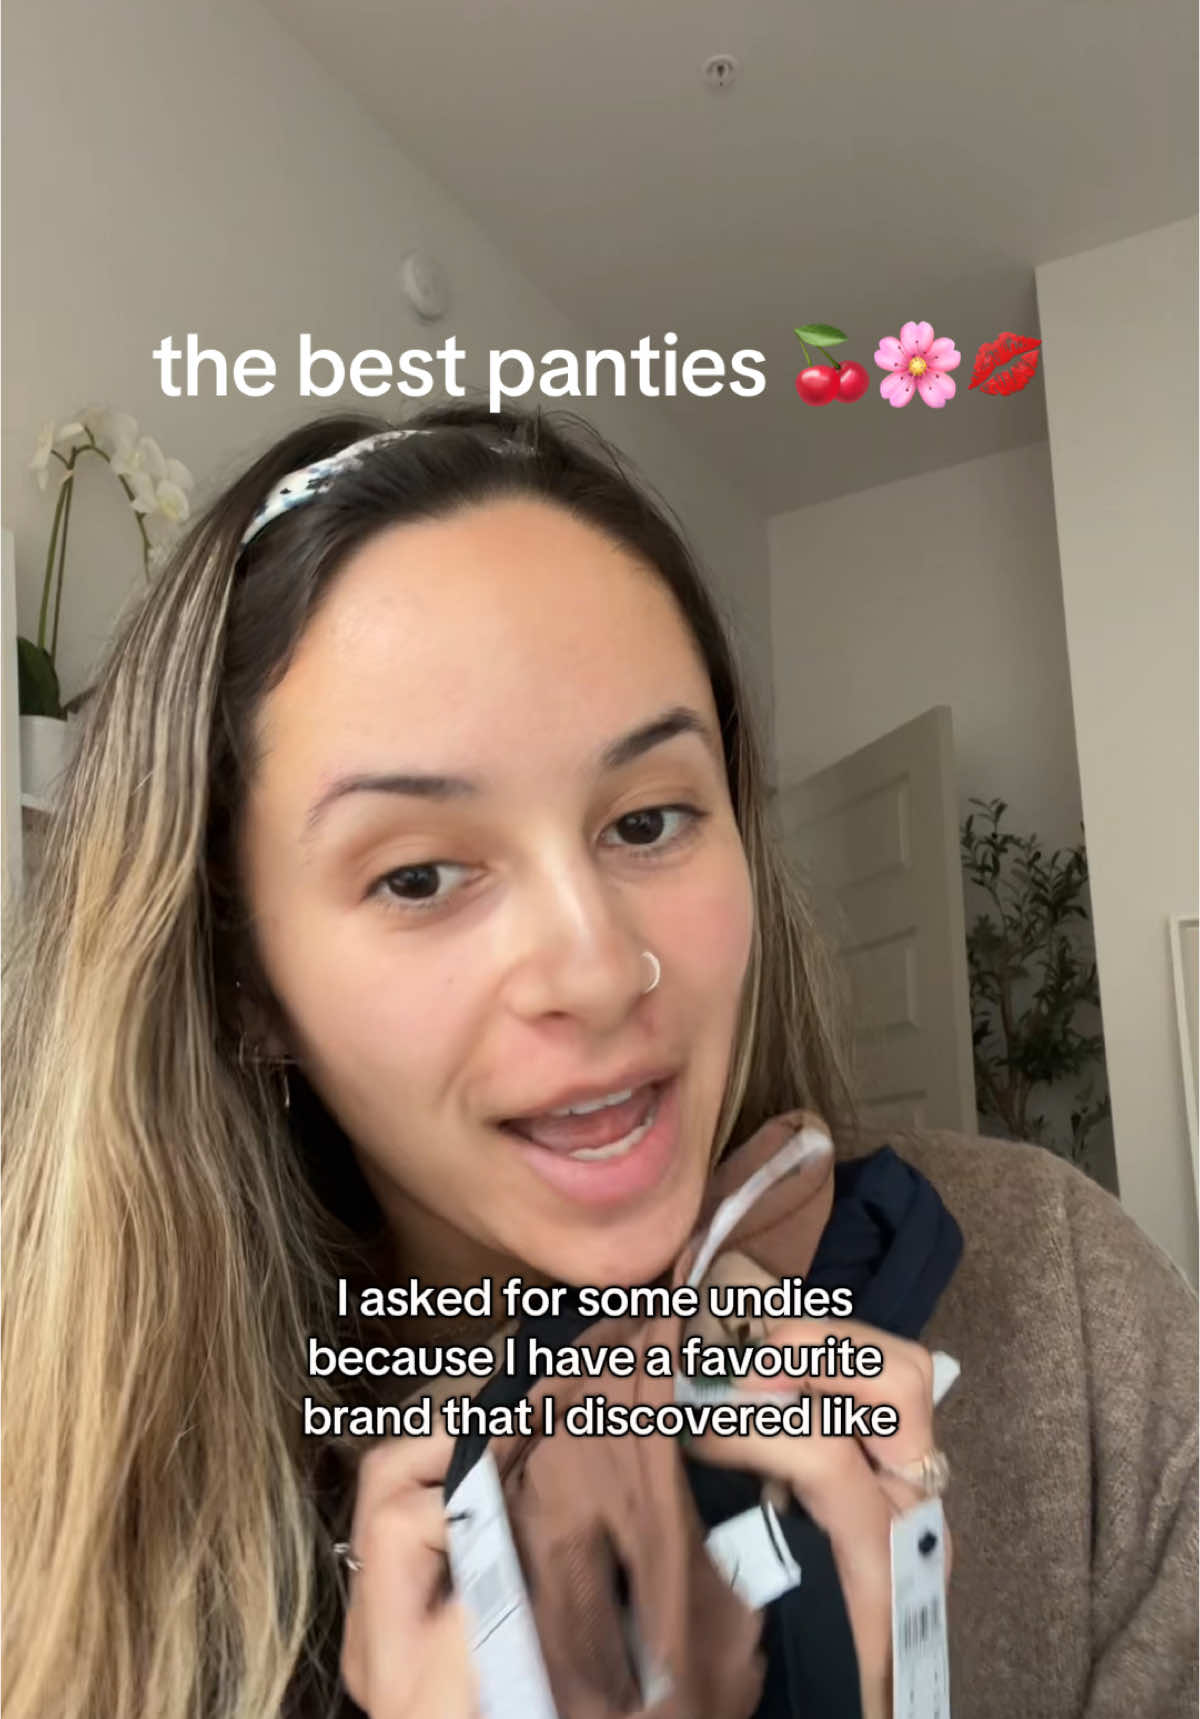 the best panties 🍒🌸💋
I asked for some undies
because I have a favourite
brand that I discovered like